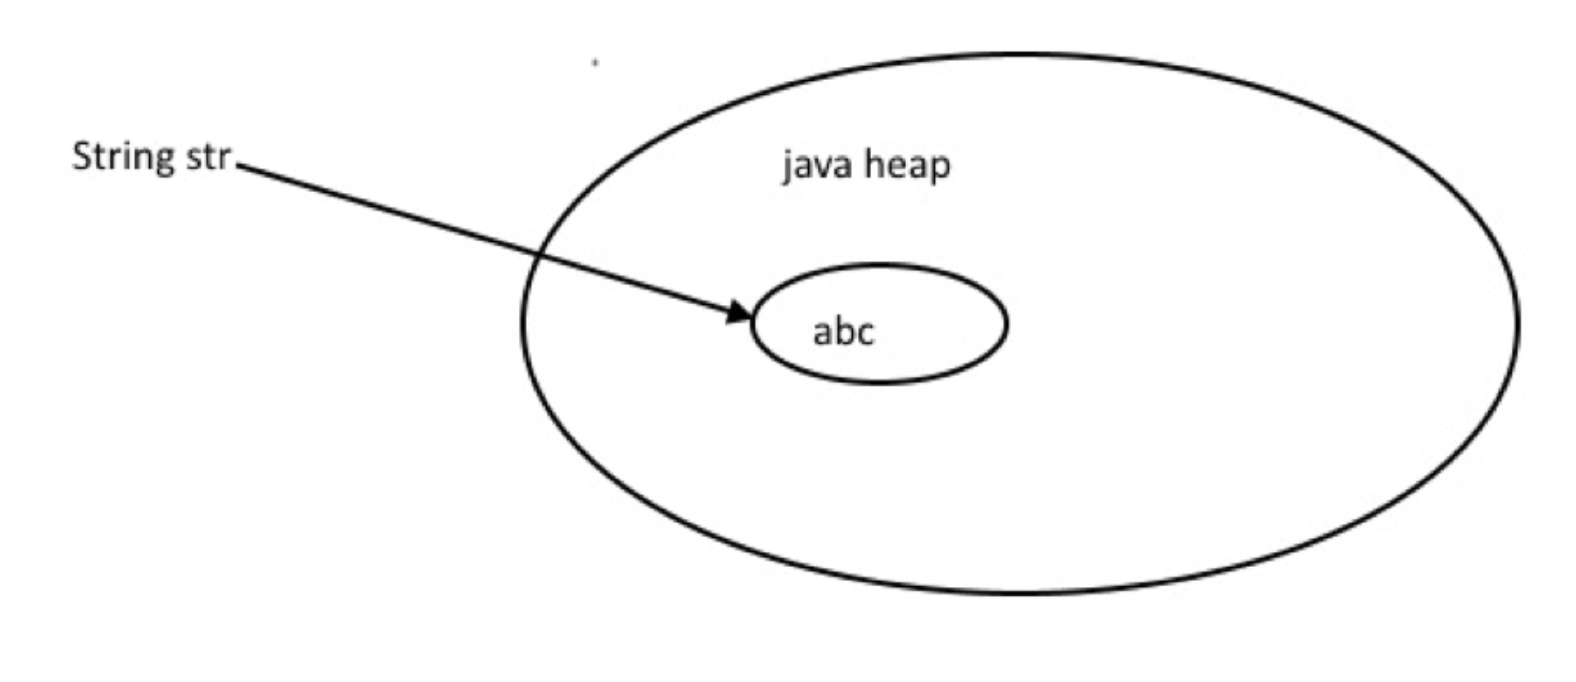 String str
java heap
abc